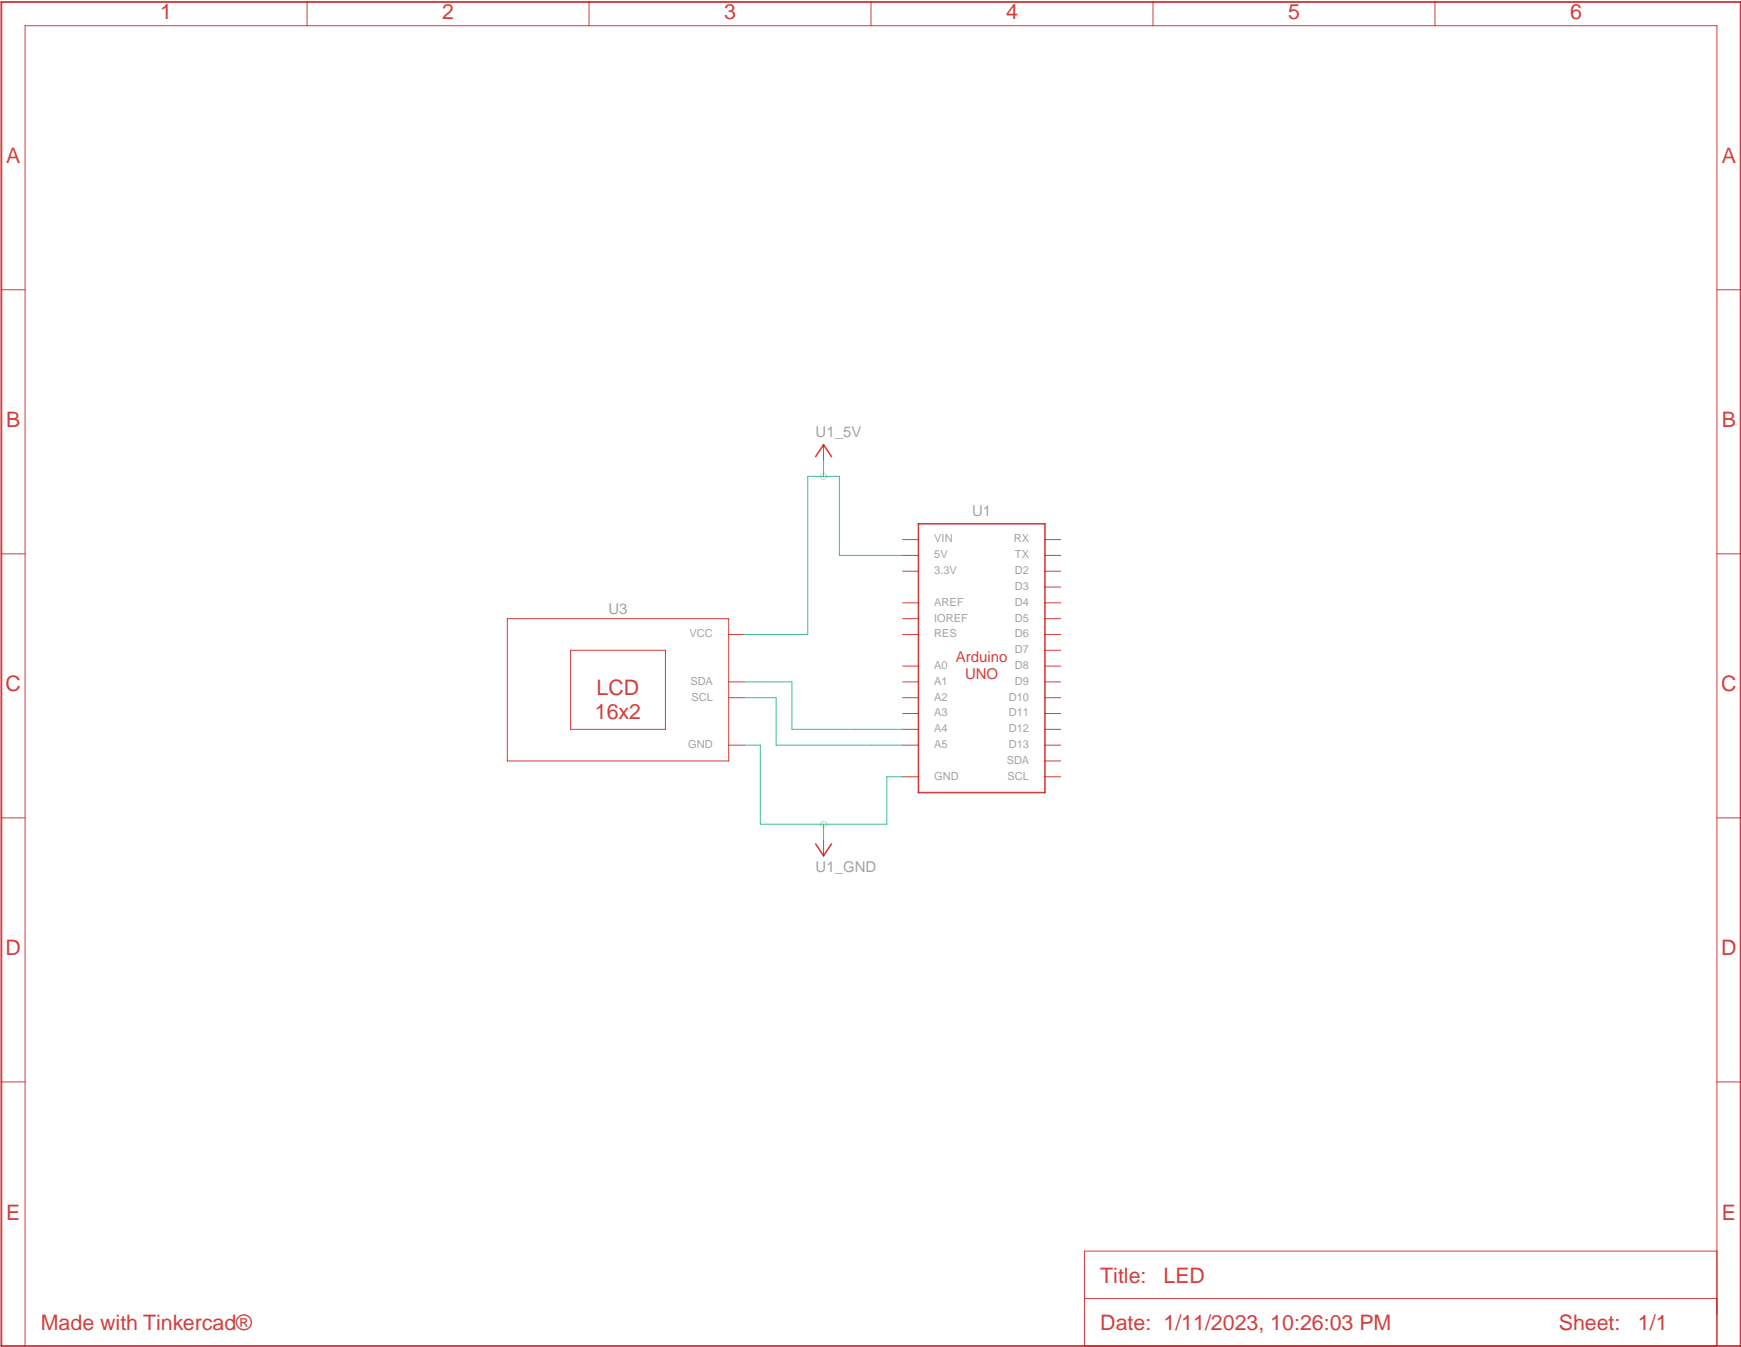 1 2 3 4 5 6
A A
B B
U1_5V
U1
VIN RX
5V TX
3.3V D2
D3
AREF D4
U3
IOREF D5
VCC
RES D6
D7
Arduino
A0 D8
UNO
SDA
A1 D9
C C
LCD
SCL
A2 D10
16x2
A3 D11
A4 D12
GND
A5 D13
SDA
GND SCL
U1_GND
D D
E E
Title: LED
Made with Tinkercad®
Date: 1/11/2023, 10:26:03 PM Sheet: 1/1